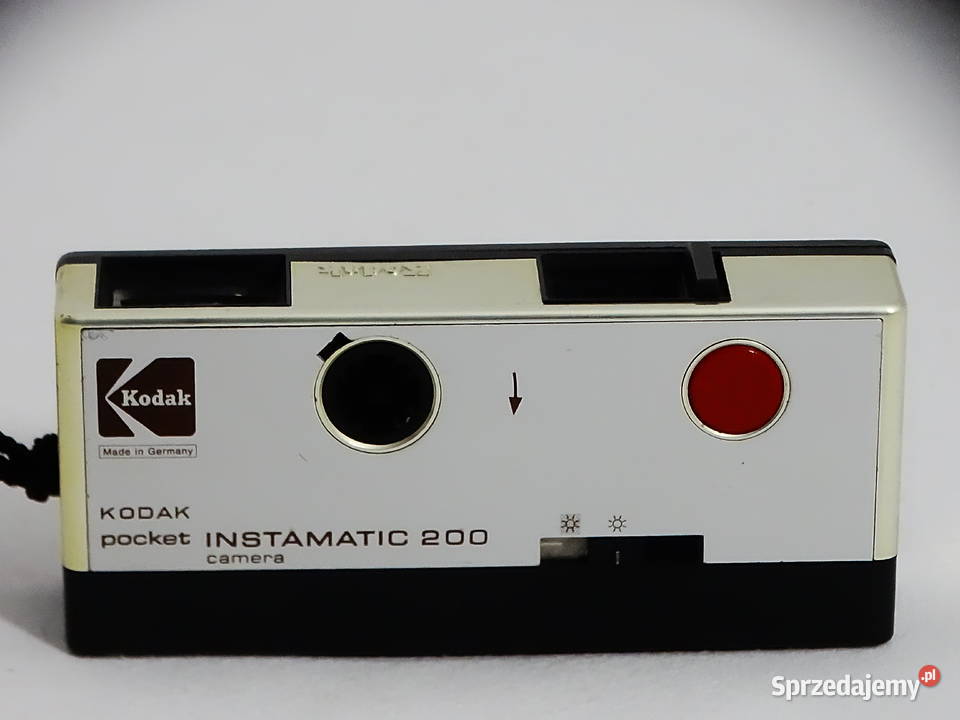 Kodak
Made in Germany
KODAK
pocket INSTAMATIC 200
camera
Sprzedajemy.pl